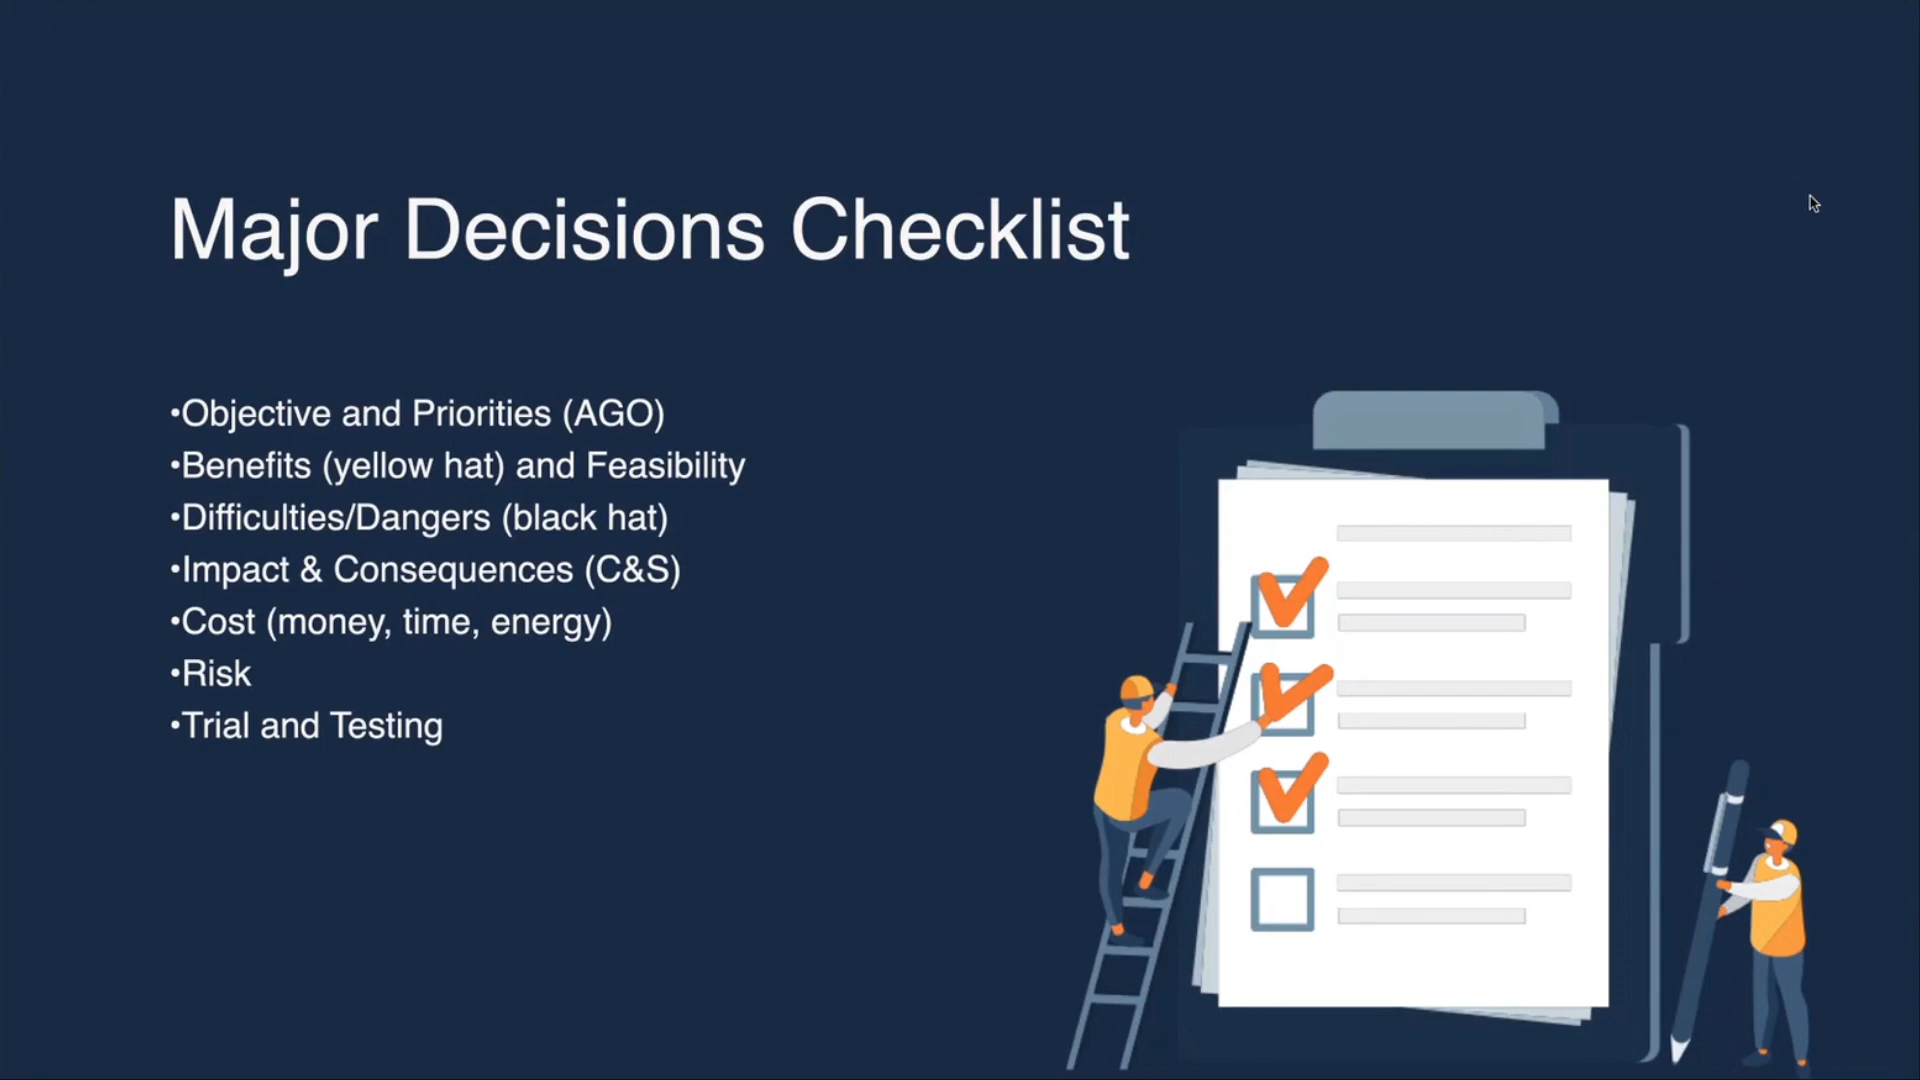 Major Decisions Checklist
•Objective and Priorities (AGO)
•Benefits (yellow hat) and Feasibility
•Difficulties/Dangers (black hat)
•Impact & Consequences (C&S)
•Cost (money, time, energy)
•Risk
•Trial and Testing